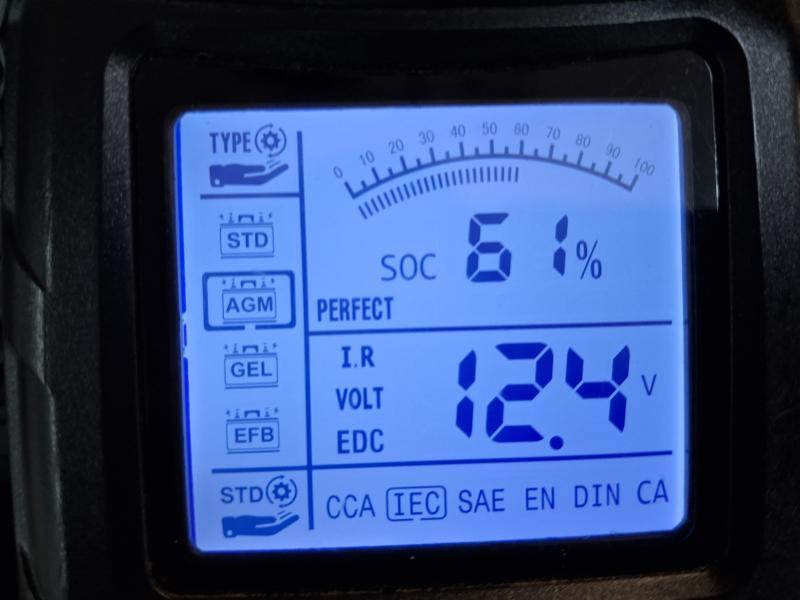 TYPE
0 10 20 30 40 50 60 70 80 90 100
STD
SOC 61%
AGM
PERFECT
I.R
GEL
VOLT
12.4 V
EFB
EDC
STD
CCA IEC SAE EN DIN CA